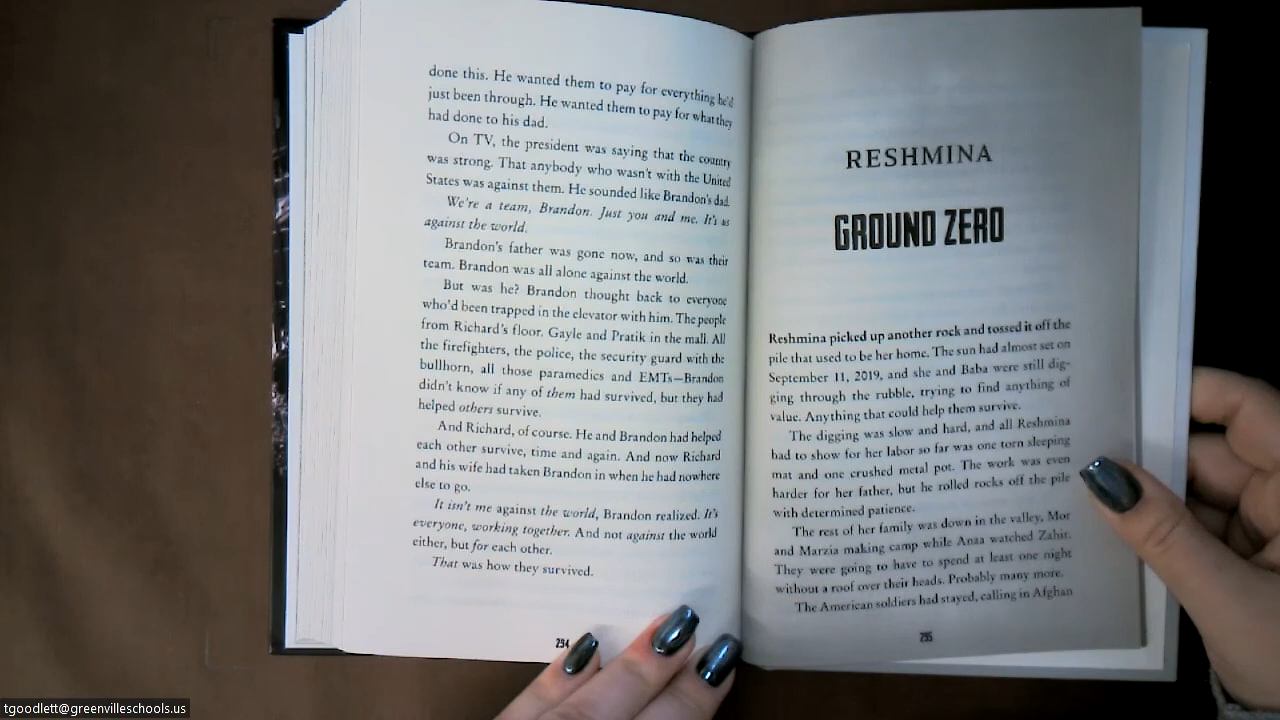 done this. He wanted them to pay for everything he'd
just been through. He wanted them to pay for what they
had done to his dad.
On TV, the president was saying that the country
was strong. That anybody who wasn't with the United
States was against them. He sounded like Brandon's dad.
We're a team, Brandon. Just you and me. It's us
against the world.
Brandon's father was gone now, and so was their
team. Brandon was all alone against the world.
But was he? Brandon thought back to everyone
who'd been trapped in the elevator with him. The people
from Richard's floor. Gayle and Pratik in the mall. All
the firefighters, the police, the security guard with the
bullhorn, all those paramedics and EMTs—Brandon
didn't know if any of them had survived, but they had
helped others survive.
And Richard, of course. He and Brandon had helped
each other survive, time and again. And now Richard
and his wife had taken Brandon in when he had nowhere
else to go.
It isn't me against the world, Brandon realized. It's
everyone, working together. And not against the world
either, but for each other.
That was how they survived.
294
RESHMINA
GROUND ZERO
Reshmina picked up another rock and tossed it off the
pile that used to be her home. The sun had almost set on
September 11, 2019, and she and Baba were still dig-
ging through the rubble, trying to find anything of
value. Anything that could help them survive.
The digging was slow and hard, and all Reshmina
had to show for her labor so far was one torn sleeping
mat and one crushed metal pot. The work was even
harder for her father, but he rolled rocks off the pile
with determined patience.
The rest of her family was down in the valley, Mor
and Marzia making camp while Anaa watched Zahir.
They were going to have to spend at least one night
without a roof over their heads. Probably many more.
The American soldiers had stayed, calling in Afghan
295
tgoodlett@greenvilleschools.us